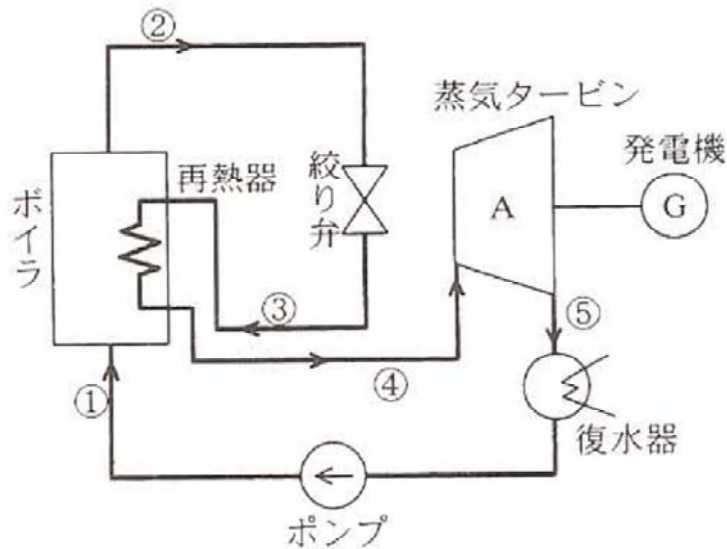 ②
蒸気タービン
発電機
再熱器
絞り弁
ボイラ
A
G
③
⑤
④
①
復水器
ポンプ